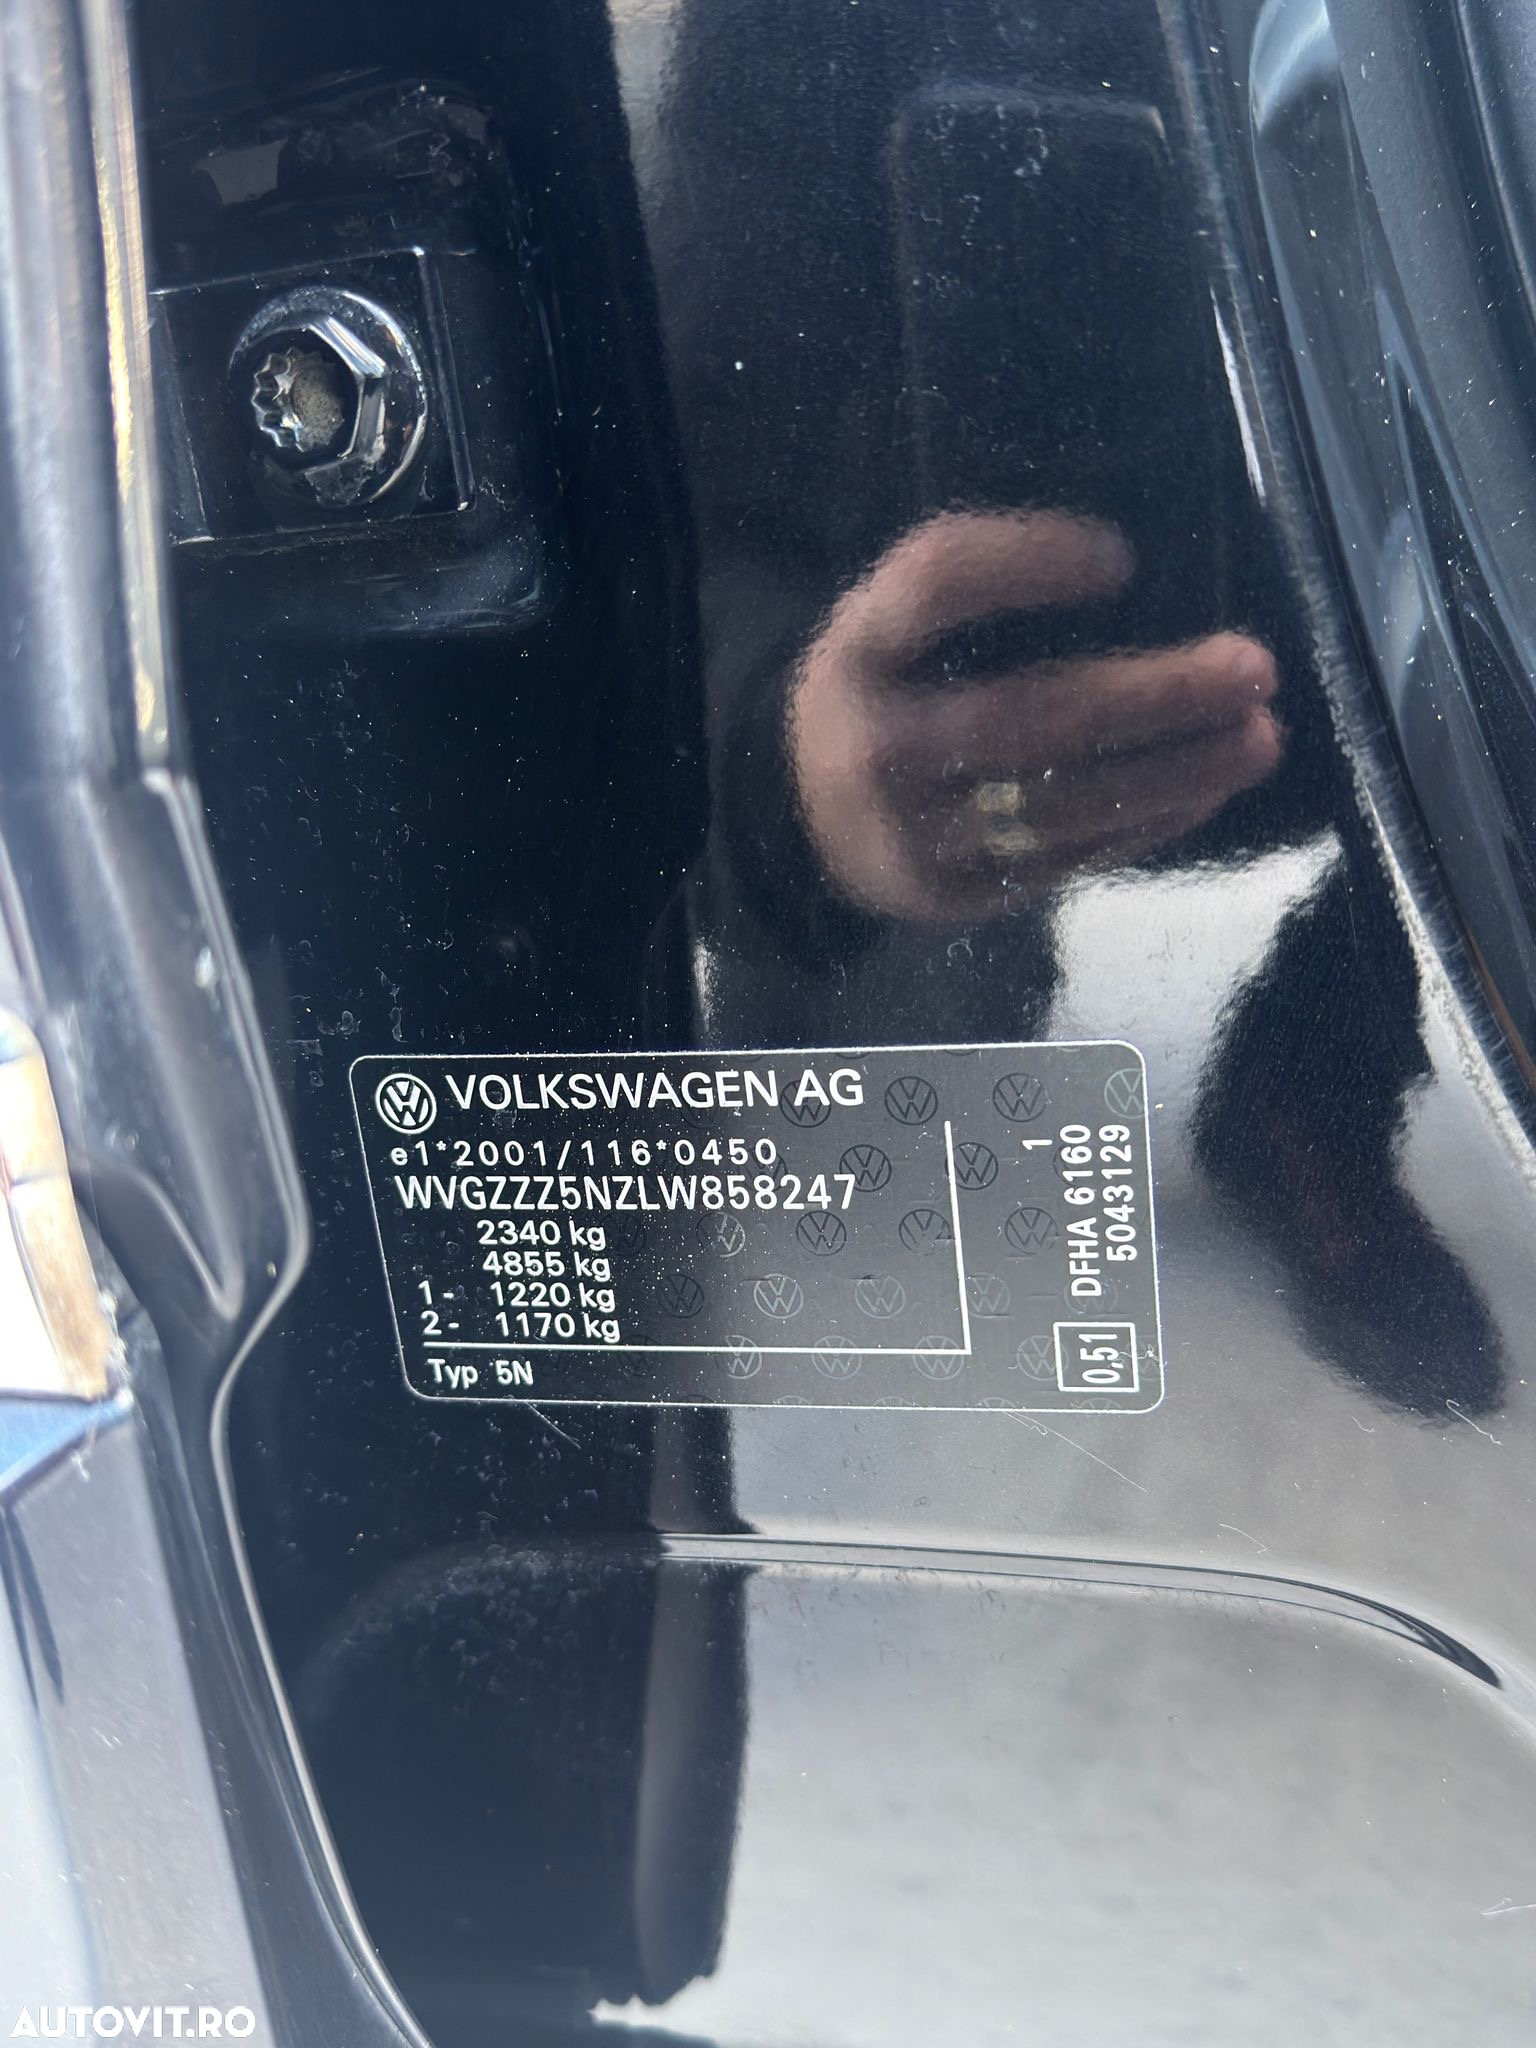 VOLKSWAGEN AG
e1*2001/116*0450
WVGZZZ5NZLW858247
2340 kg
4855 kg
1- 1220 kg
2- 1170 kg
Typ 5N
1
DFHA 6160
5043129
0,51
AUTOVIT.RO